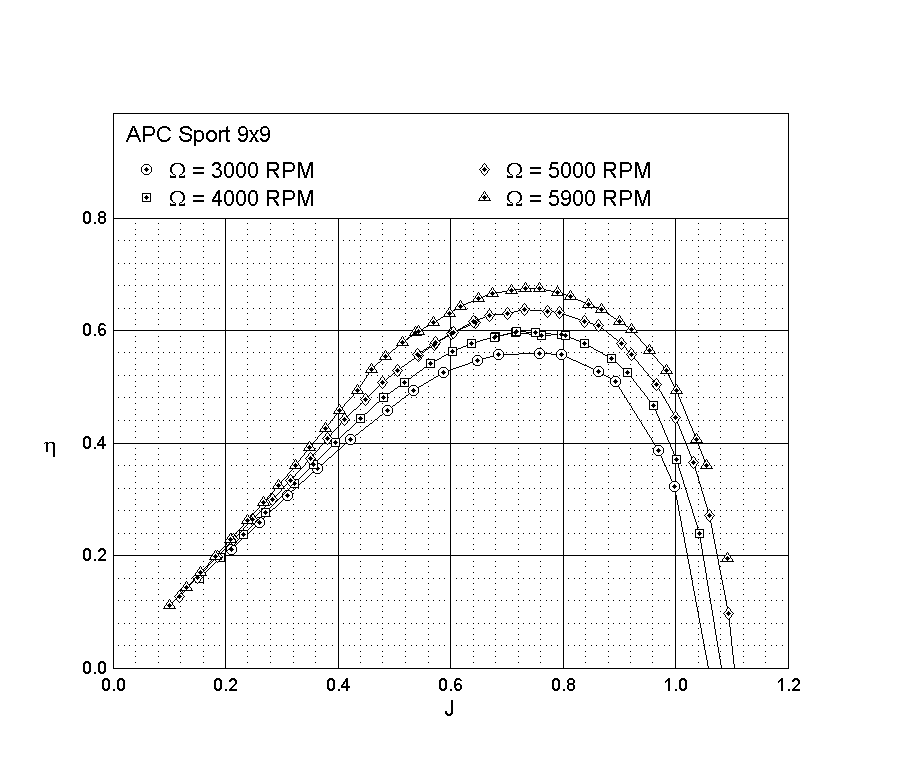 APC Sport 9x9
Ω = 3000 RPM
Ω = 5000 RPM
Ω = 4000 RPM
Ω = 5900 RPM
0.8
0.6
0.4
η
0.2
0.0
0.0 0.2 0.4 0.6 0.8 1.0 1.2
J